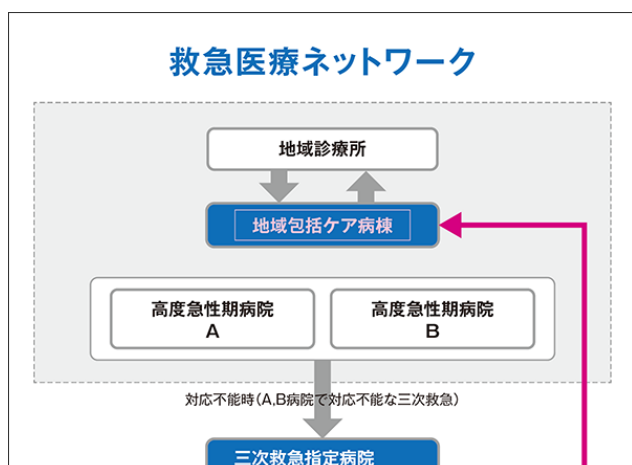 救急医療ネットワーク
地域診療所
地域包括ケア病棟
高度急性期病院
A
高度急性期病院
B
対応不能時(A,B病院で対応不能な三次救急)
三次救急指定病院